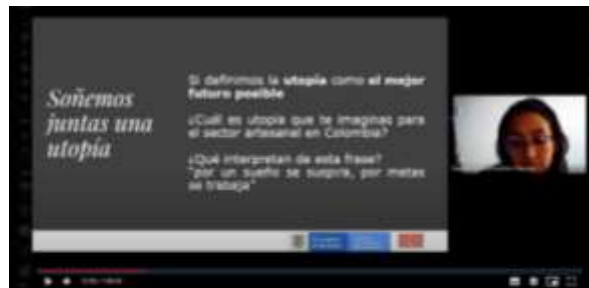 Soñemos
juntas una
utopía
Si definimos la utopía como el mejor
futuro posible
¿Cuál es utopia que te imaginas para
el sector artesanal en Colombia?
¿Qué interpretan de esta frase?
"por un sueño se suspira, por metas
se trabaja"